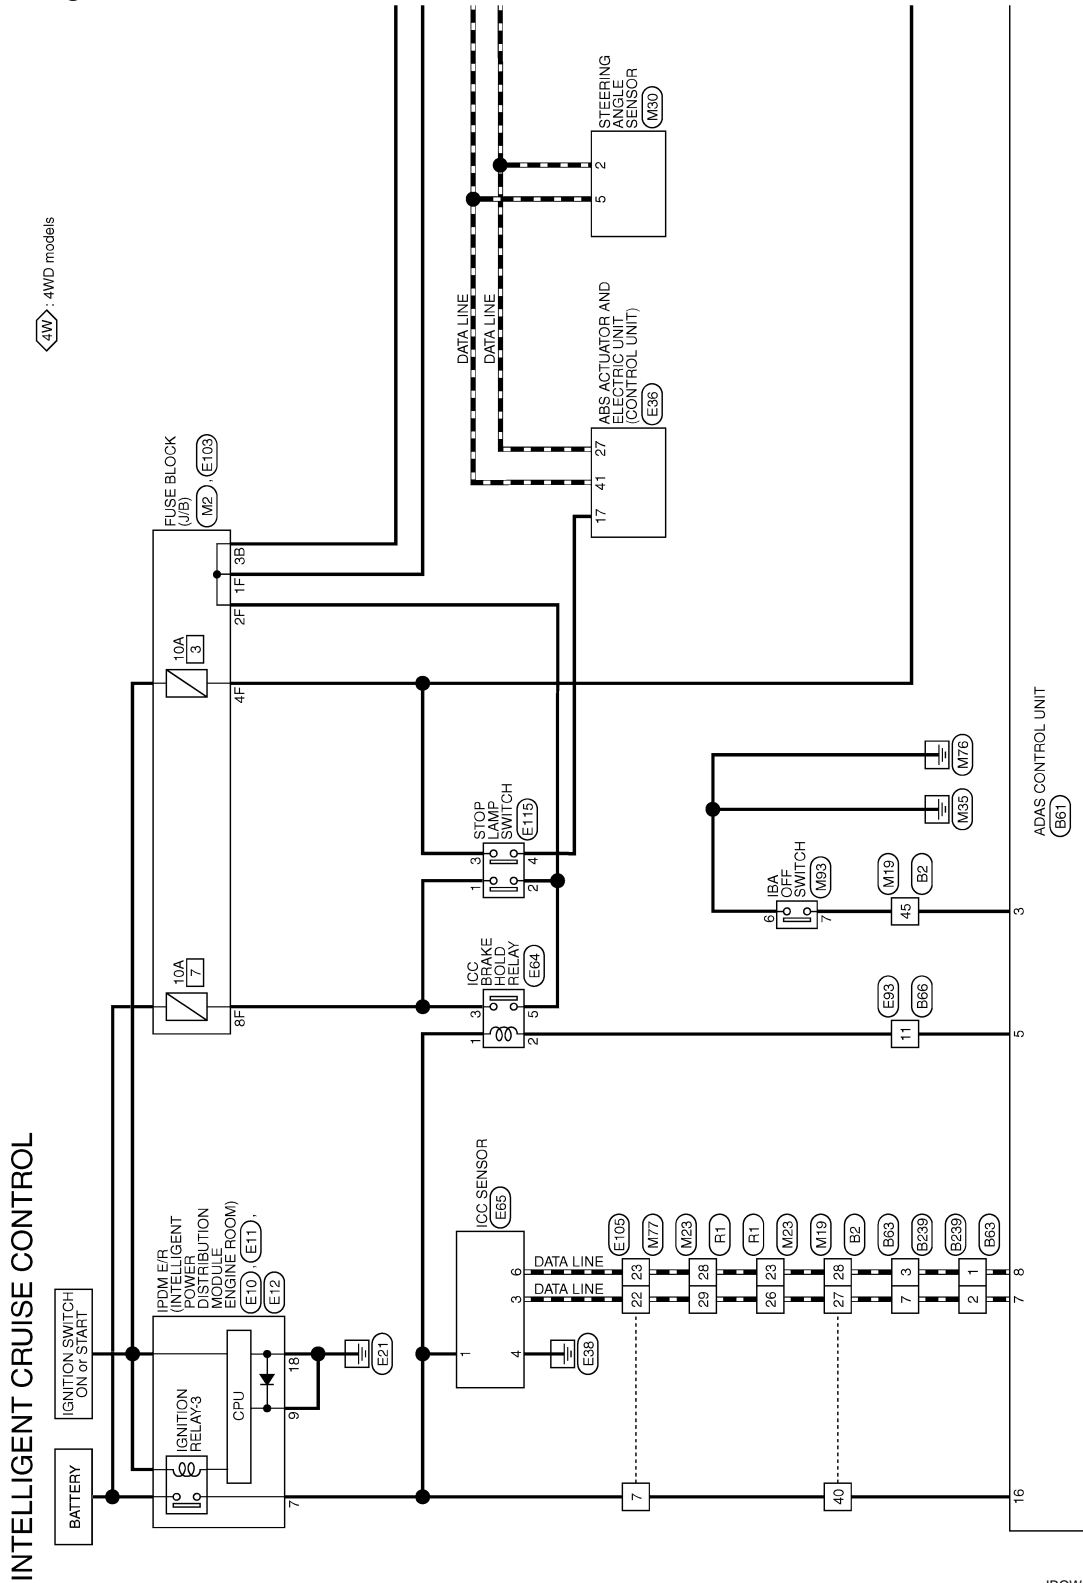 INTELLIGENT CRUISE CONTROL
4W : 4WD models
BATTERY
IGNITION SWITCH
ON or START
IPDM E/R
(INTELLIGENT
POWER
DISTRIBUTION
MODULE
ENGINE ROOM)
E10 , E11 ,
E12
IGNITION
RELAY-3
CPU
7
9
18
E21
FUSE BLOCK
(J/B)
M2 , E103
10A
7
10A
3
8F
4F
2F
1F
3B
ICC
BRAKE
HOLD
RELAY
E64
1
3
2
5
STOP
LAMP
SWITCH
E115
1
3
2
4
DATA LINE
DATA LINE
ICC SENSOR
E65
1
4
3
6
E38
DATA LINE
DATA LINE
ABS ACTUATOR AND
ELECTRIC UNIT
(CONTROL UNIT)
E36
17
41
27
STEERING
ANGLE
SENSOR
M30
5
2
7
22
23
E105
M77
29
28
M23
R1
26
23
R1
M23
40
27
28
M19
B2
7
3
B63
B239
2
1
B239
B63
11
E93
B66
IBA
OFF
SWITCH
M93
6
7
45
M19
B2
M35
M76
16
7
8
5
3
ADAS CONTROL UNIT
B61